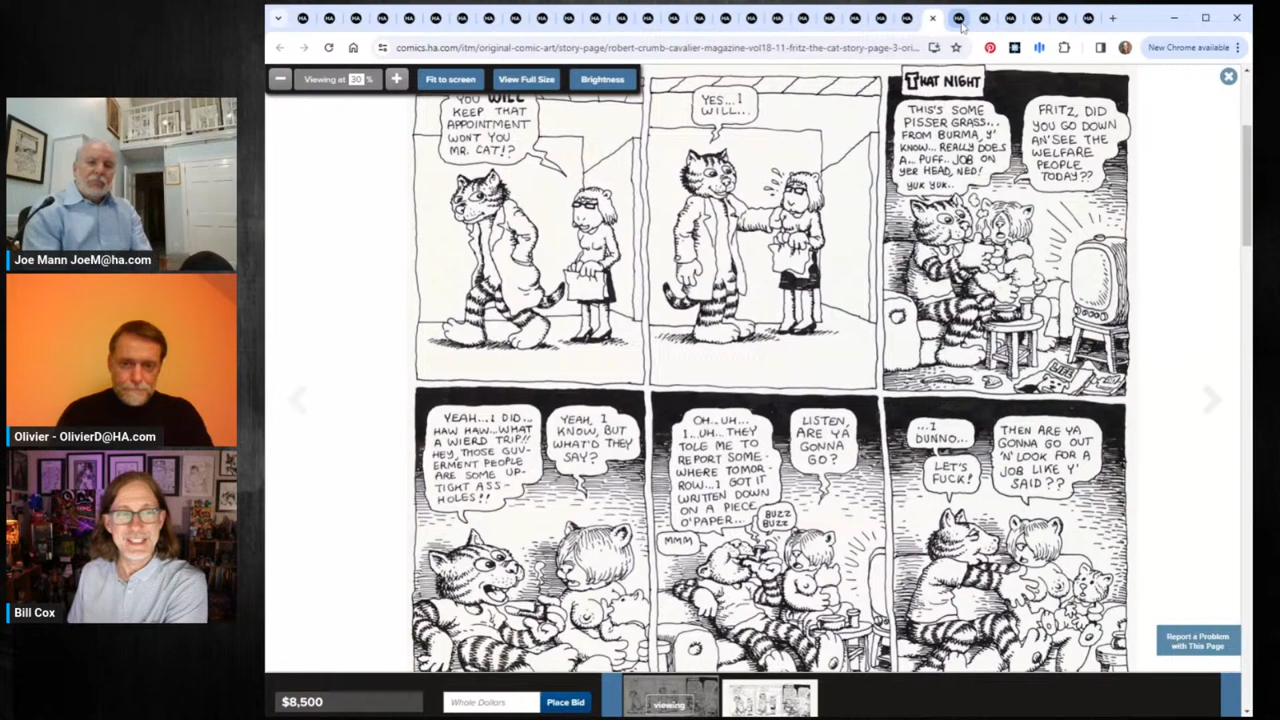 comics.ha.com/itm/original-comic-art/story-page/robert-crumb-cavalier-magazine-vol18-11-fritz-the-cat-story-page-3-ori...
New Chrome available
Viewing at 30 %
Fit to screen
View Full Size
Brightness
YOU WILL
KEEP THAT
APPOINTMENT
WONT YOU
MR. CAT!?
YES...I
WILL...
THAT NIGHT
THIS'S SOME
PISSER GRASS...
FROM BURMA, Y'
KNOW... REALLY DOES
A... PUFF.. JOB ON
YER HEAD, NED!
YUK YUK..
FRITZ, DID
YOU GO DOWN
AN' SEE THE
WELFARE
PEOPLE
TODAY??
LIFE
YEAH...I DID...
HAW HAW...WHAT
A WIERD TRIP!!
HEY, THOSE GUV-
ERMENT PEOPLE
ARE SOME UP-
TIGHT ASS-
HOLES!!
YEAH, I
KNOW, BUT
WHAT'D THEY
SAY?
OH..UH...
I...UH...THEY
TOLE ME TO
REPORT SOME-
WHERE TOMOR-
ROW...I GOT IT
WRITTEN DOWN
ON A PIECE
O'PAPER...
MMM
BUZZ
BUZZ
LISTEN,
ARE YA
GONNA
GO?
...I
DUNNO...
LET'S
FUCK!
THEN ARE YA
GONNA GO OUT
'N' LOOK FOR A
JOB LIKE Y'
SAID??
Report a Problem
with This Page
$8,500
Whole Dollars
Place Bid
viewing
Joe Mann JoeM@ha.com
Olivier - OlivierD@HA.com
Bill Cox
HA